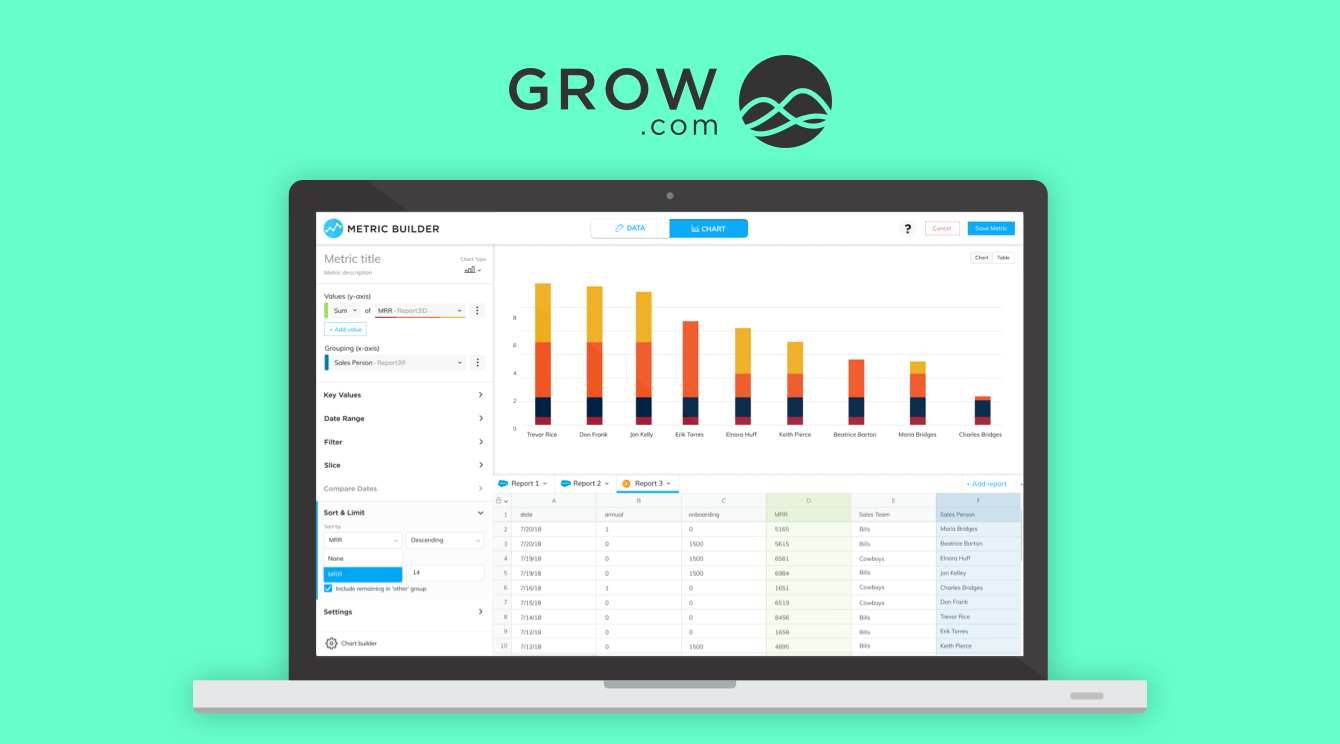 GROW
.com
METRIC BUILDER
DATA
CHART
?
Cancel
Save Metric
Metric title
Chart Type
Metric description
Values (y-axis)
Sum of MRR - Report3!D
+ Add value
Grouping (x-axis)
Sales Person - Report3!F
Key Values
Date Range
Filter
Slice
Compare Dates
Sort & Limit
Sort by
MRR Descending
None
MRR 14
Include remaining in 'other' group
Settings
Chart builder
Chart Table
8
6
4
2
0
Trevor Rice Don Frank Jon Kelly Erik Torres Elnora Huff Keith Pierce Beatrice Barton Maria Bridges Charles Bridges
Report 1 Report 2 Report 3 + Add report
A B C D E F
1 date annual onboarding MRR Sales Team Sales Person
2 7/20/18 1 0 5165 Bills Maria Bridges
3 7/20/18 0 1500 5615 Bills Beatrice Barton
4 7/19/18 0 1500 6561 Cowboys Elnora Huff
5 7/19/18 0 1500 6984 Bills Jon Kelley
6 7/16/18 1 0 1651 Cowboys Charles Bridges
7 7/15/18 0 0 6519 Cowboys Don Frank
8 7/14/18 0 0 8456 Bills Trevor Rice
9 7/12/18 0 0 1658 Bills Erik Torres
10 7/12/18 0 1500 4895 Bills Keith Pierce